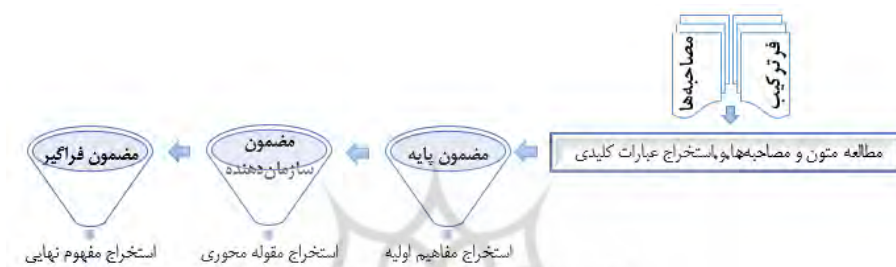 فرترکیب
مصاحبه‌ها
مطالعه متون و مصاحبه‌ها و استخراج عبارات کلیدی
مضمون پایه
مضمون
سازمان‌دهنده
مضمون فراگیر
استخراج مفاهیم اولیه
استخراج مقوله محوری
استخراج مفهوم نهایی